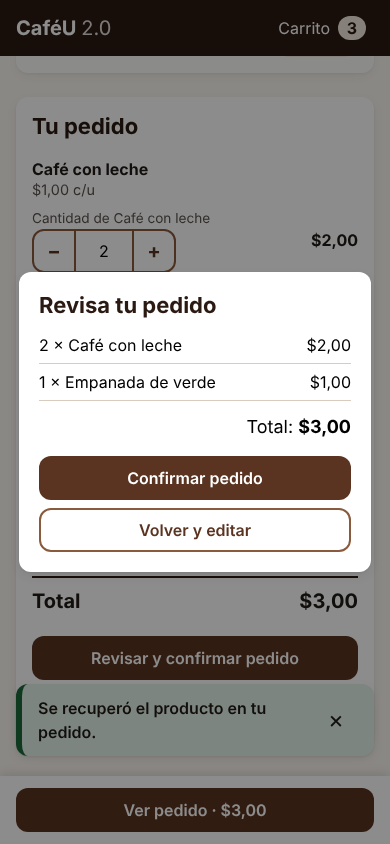 CaféU 2.0
Carrito 3
Tu pedido
Café con leche
$1,00 c/u
Cantidad de Café con leche
− 2 + $2,00
Revisa tu pedido
2 × Café con leche $2,00
1 × Empanada de verde $1,00
Total: $3,00
Confirmar pedido
Volver y editar
Total $3,00
Revisar y confirmar pedido
Se recuperó el producto en tu
pedido. ×
Ver pedido · $3,00